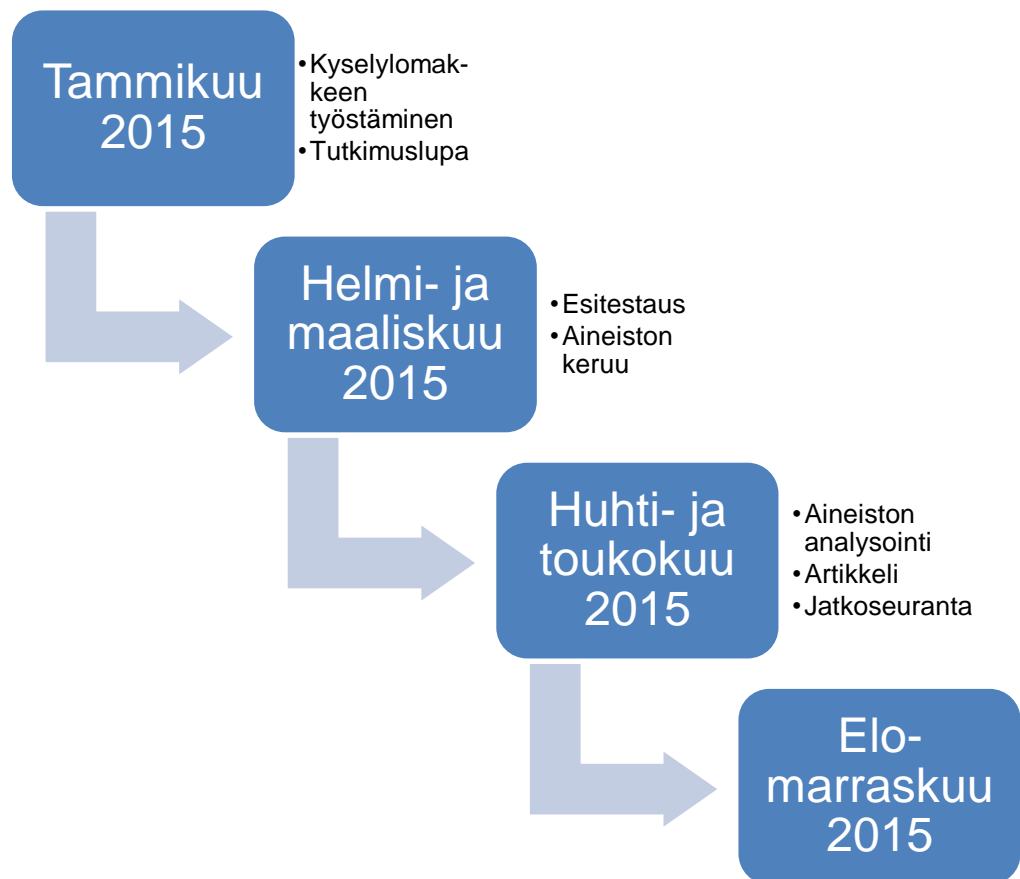 Tammikuu
2015
•Kyselylomak-
keen
työstäminen
•Tutkimuslupa
Helmi- ja
maaliskuu
2015
•Esitestaus
•Aineiston
keruu
Huhti- ja
toukokuu
2015
•Aineiston
analysointi
•Artikkeli
•Jatkoseuranta
Elo-
marraskuu
2015